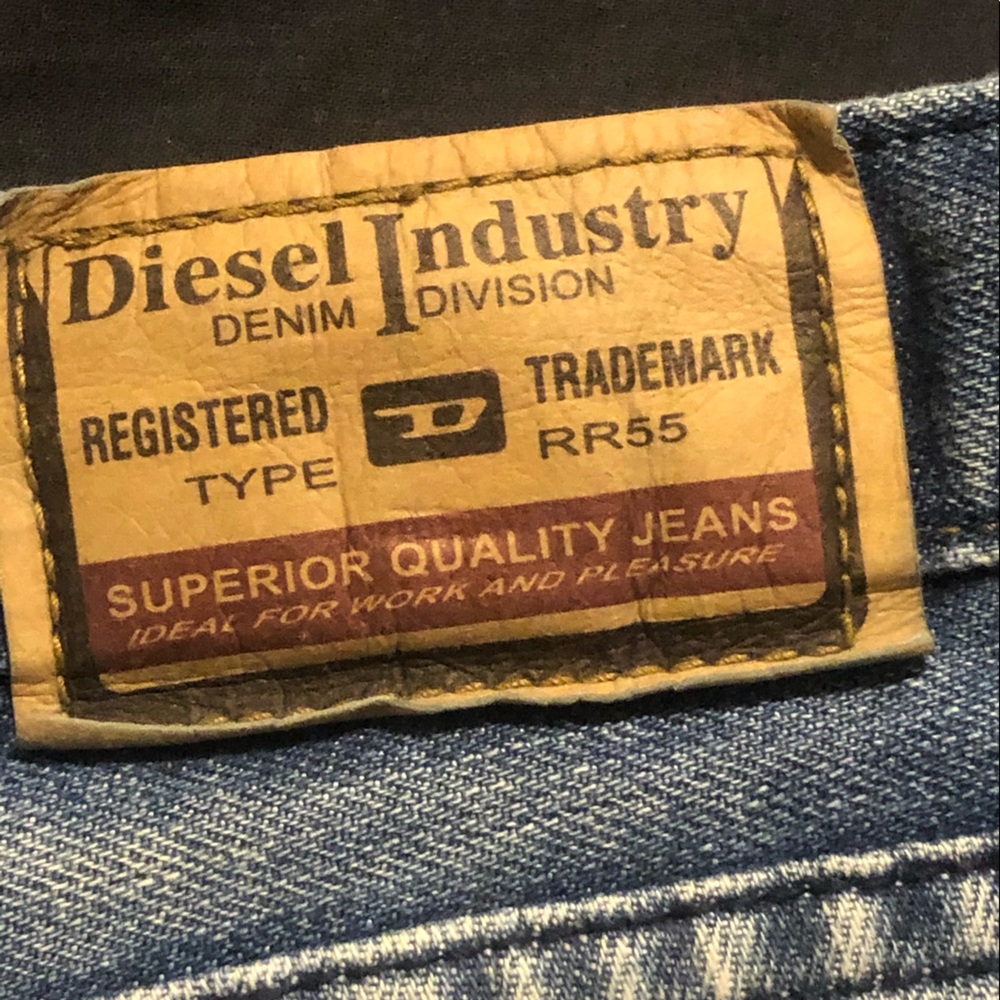 Diesel Industry
DENIM DIVISION
REGISTERED D TRADEMARK
TYPE RR55
SUPERIOR QUALITY JEANS
IDEAL FOR WORK AND PLEASURE